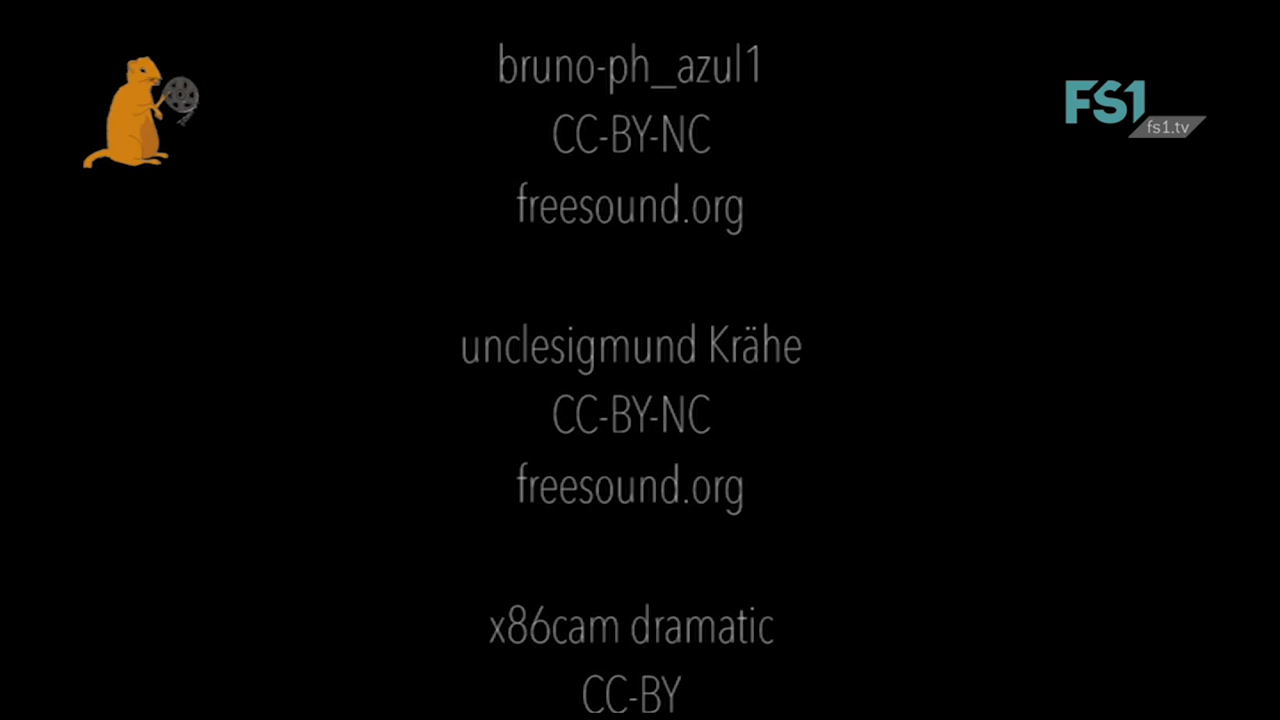 bruno-ph_azul1
CC-BY-NC
freesound.org
FS1
fs1.tv
unclesigmund Krähe
CC-BY-NC
freesound.org
x86cam dramatic
CC-BY